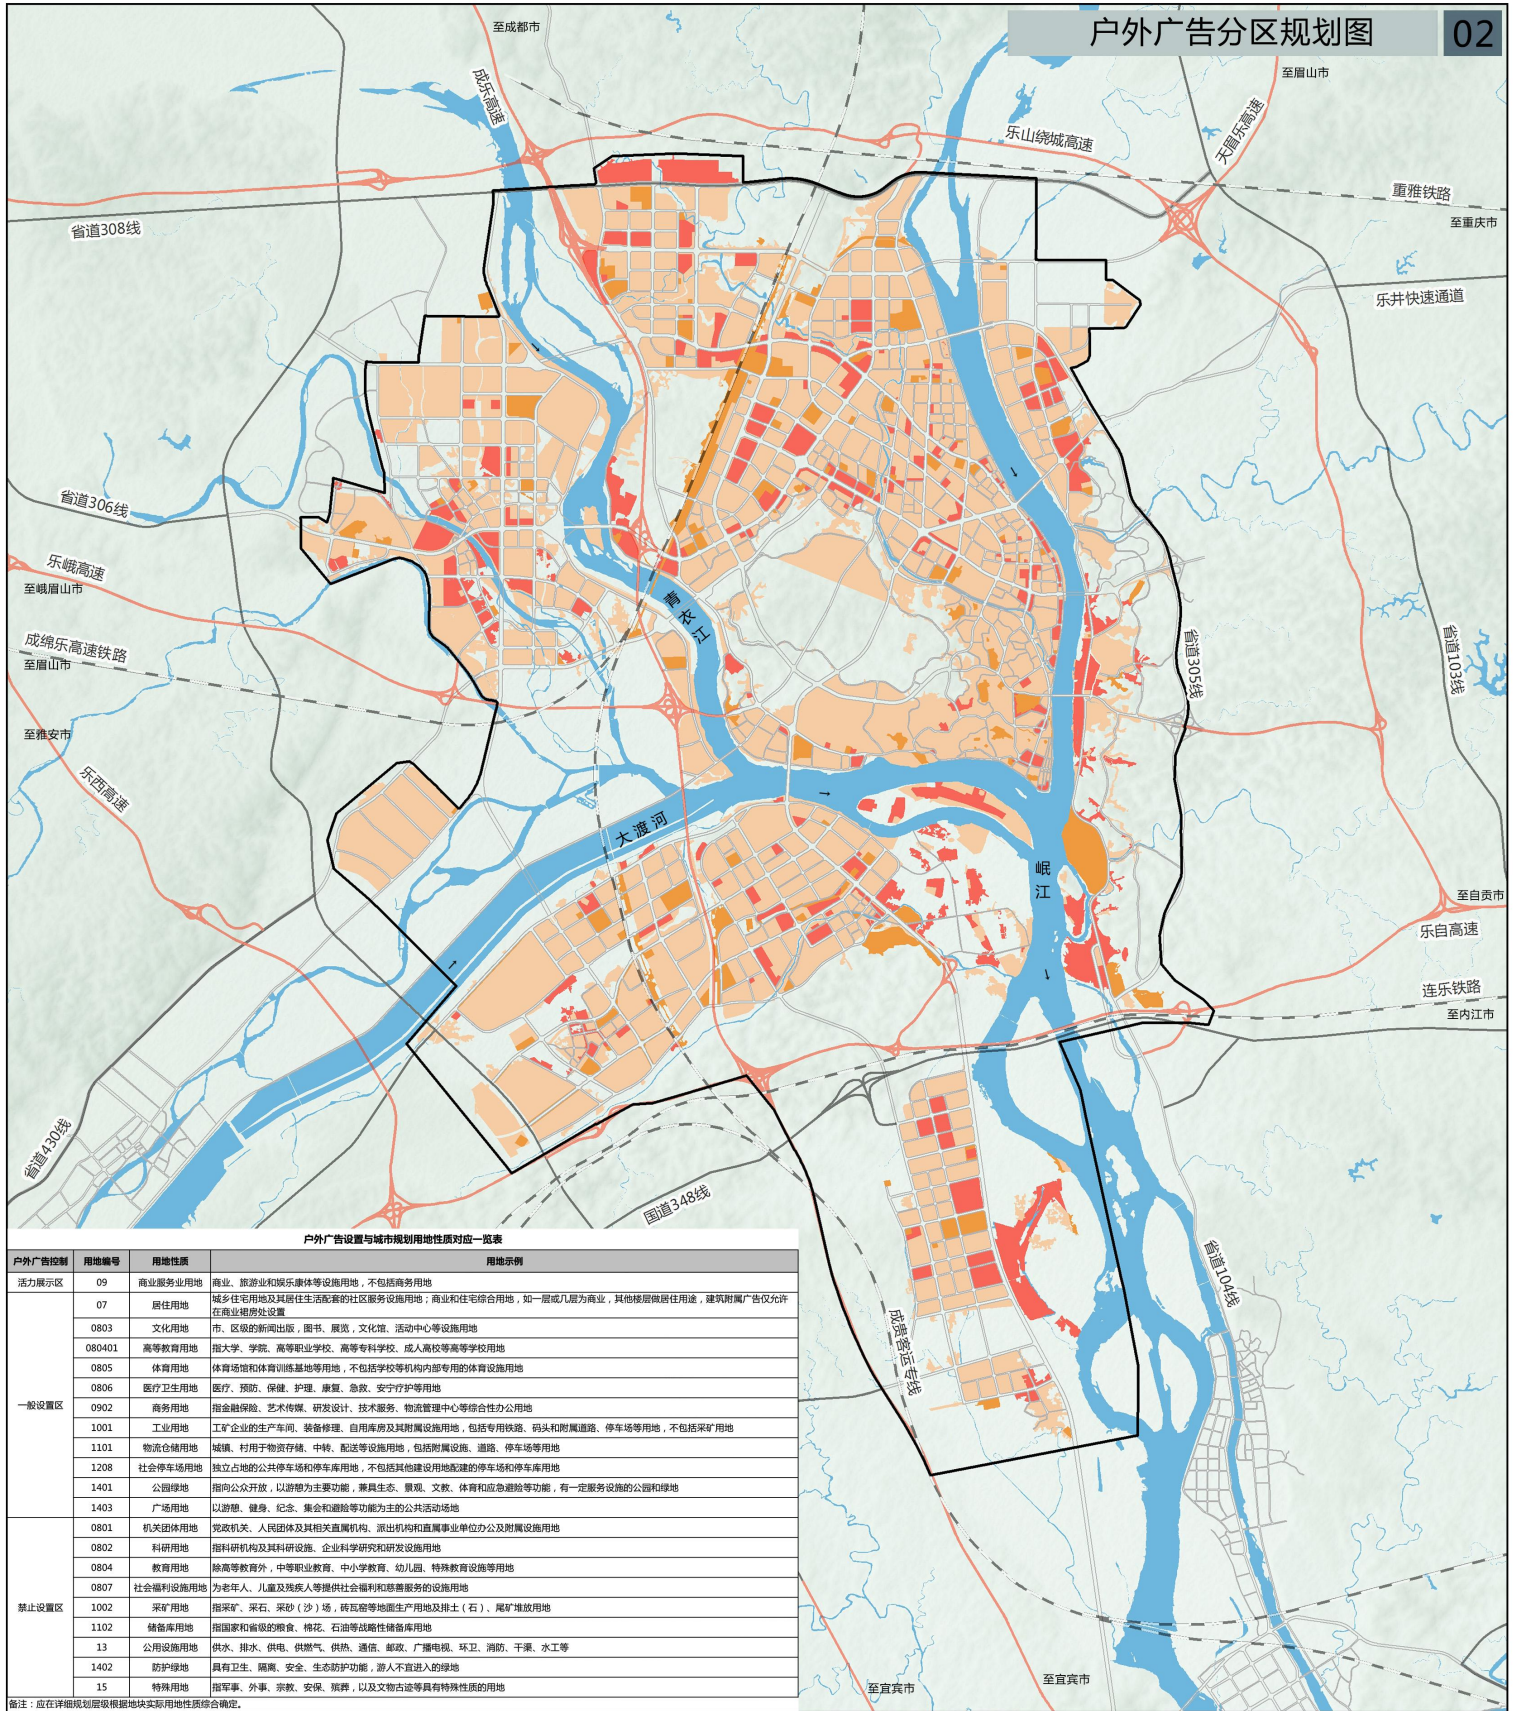 户外广告分区规划图
02
至成都市
至眉山市
成乐高速
乐山绕城高速
天眉乐高速
重雅铁路
至重庆市
省道308线
乐井快速通道
省道306线
乐峨高速
至峨眉山市
成绵乐高速铁路
至眉山市
至雅安市
乐西高速
青衣江
省道305线
省道103线
大渡河
岷江
至自贡市
乐自高速
连乐铁路
至内江市
省道430线
国道348线
省道104线
成贵客运专线
至宜宾市
至宜宾市
户外广告设置与城市规划用地性质对应一览表
户外广告控制 用地编号 用地性质 用地示例
活力展示区 09 商业服务业用地 商业、旅游业和娱乐康体等设施用地，不包括商务用地
一般设置区 07 居住用地 城乡住宅用地及其居住生活配套的社区服务设施用地；商业和住宅综合用地，如一层或几层为商业，其他楼层做居住用途，建筑附属广告仅允许
在商业裙房处设置
0803 文化用地 市、区级的新闻出版，图书、展览，文化馆、活动中心等设施用地
080401 高等教育用地 指大学、学院、高等职业学校、高等专科学校、成人高校等高等学校用地
0805 体育用地 体育场馆和体育训练基地等用地，不包括学校等机构内部专用的体育设施用地
0806 医疗卫生用地 医疗、预防、保健、护理、康复、急救、安宁疗护等用地
0902 商务用地 指金融保险、艺术传媒、研发设计、技术服务、物流管理中心等综合性办公用地
1001 工业用地 工矿企业的生产车间、装备修理、自用库房及其附属设施用地，包括专用铁路、码头和附属道路、停车场等用地，不包括采矿用地
1101 物流仓储用地 城镇、村用于物资存储、中转、配送等设施用地，包括附属设施、道路、停车场等用地
1208 社会停车场用地 独立占地的公共停车场和停车库用地，不包括其他建设用地配建的停车场和停车库用地
1401 公园绿地 指向公众开放，以游憩为主要功能，兼具生态、景观、文教、体育和应急避险等功能，有一定服务设施的公园和绿地
1403 广场用地 以游憩、健身、纪念、集会和避险等功能为主的公共活动场地
禁止设置区 0801 机关团体用地 党政机关、人民团体及其相关直属机构、派出机构和直属事业单位办公及附属设施用地
0802 科研用地 指科研机构及其科研设施、企业科学研究和研发设施用地
0804 教育用地 除高等教育外，中等职业教育、中小学教育、幼儿园、特殊教育设施等用地
0807 社会福利设施用地 为老年人、儿童及残疾人等提供社会福利和慈善服务的设施用地
1002 采矿用地 指采矿、采石、采砂（沙）场，砖瓦窑等地面生产用地及排土（石）、尾矿堆放用地
1102 储备库用地 指国家和省级的粮食、棉花、石油等战略性储备库用地
13 公用设施用地 供水、排水、供电、供燃气、供热、通信、邮政、广播电视、环卫、消防、干渠、水工等
1402 防护绿地 具有卫生、隔离、安全、生态防护功能，游人不宜进入的绿地
15 特殊用地 指军事、外事、宗教、安保、殡葬，以及文物古迹等具有特殊性质的用地
备注：应在详细规划层级根据地块实际用地性质综合确定。